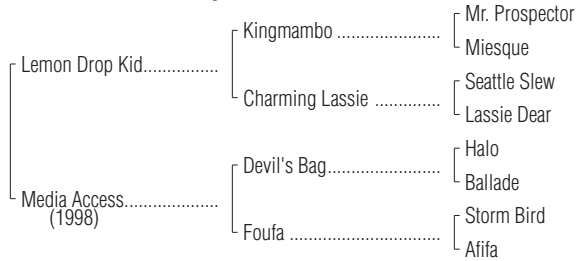 Mr. Prospector
Kingmambo ........................
Miesque
Lemon Drop Kid................
Seattle Slew
Charming Lassie ...............
Lassie Dear
Halo
Devil's Bag........................
Ballade
Media Access....................
(1998)
Storm Bird
Foufa ................................
Afifa